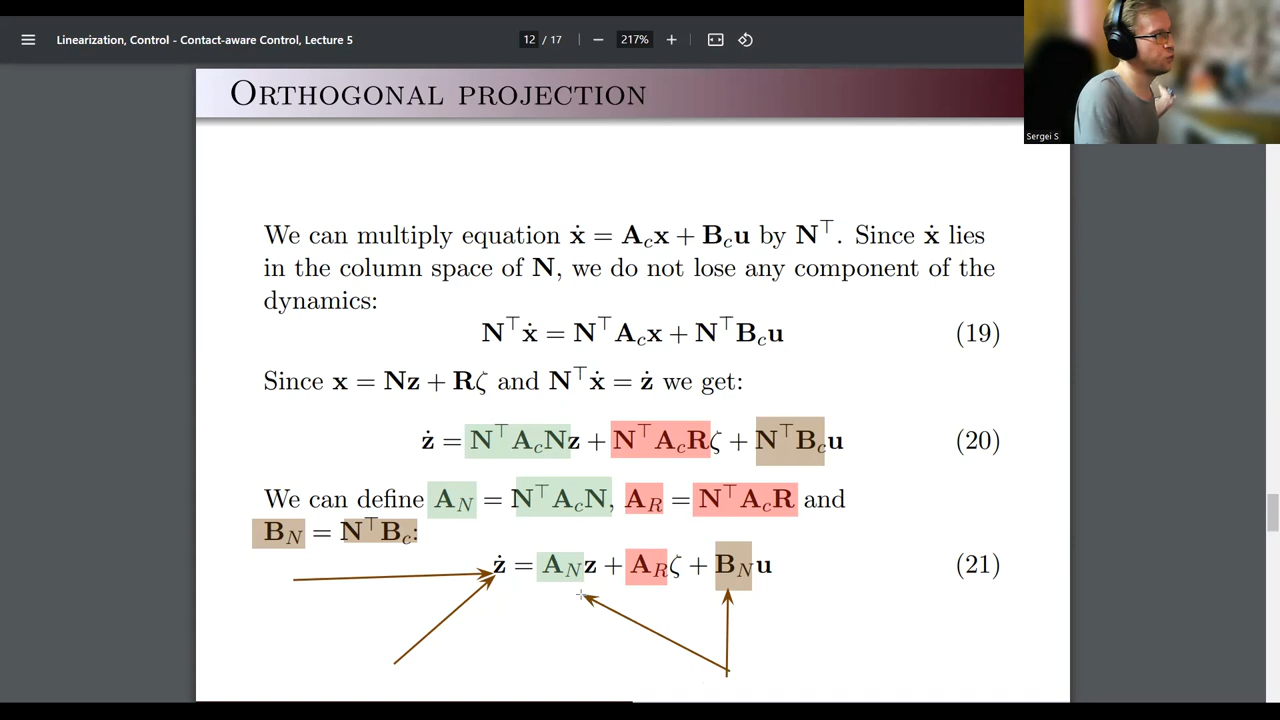 Linearization, Control - Contact-aware Control, Lecture 5
12 / 17
217%
Sergei S
ORTHOGONAL PROJECTION
We can multiply equation ẋ = A_c x + B_c u by N^⊤. Since ẋ lies
in the column space of N, we do not lose any component of the
dynamics:
N^⊤ẋ = N^⊤A_c x + N^⊤B_c u (19)
Since x = Nz + Rζ and N^⊤ẋ = ż we get:
ż = N^⊤A_c Nz + N^⊤A_c Rζ + N^⊤B_c u (20)
We can define A_N = N^⊤A_c N, A_R = N^⊤A_c R and
B_N = N^⊤B_c:
ż = A_N z + A_R ζ + B_N u (21)